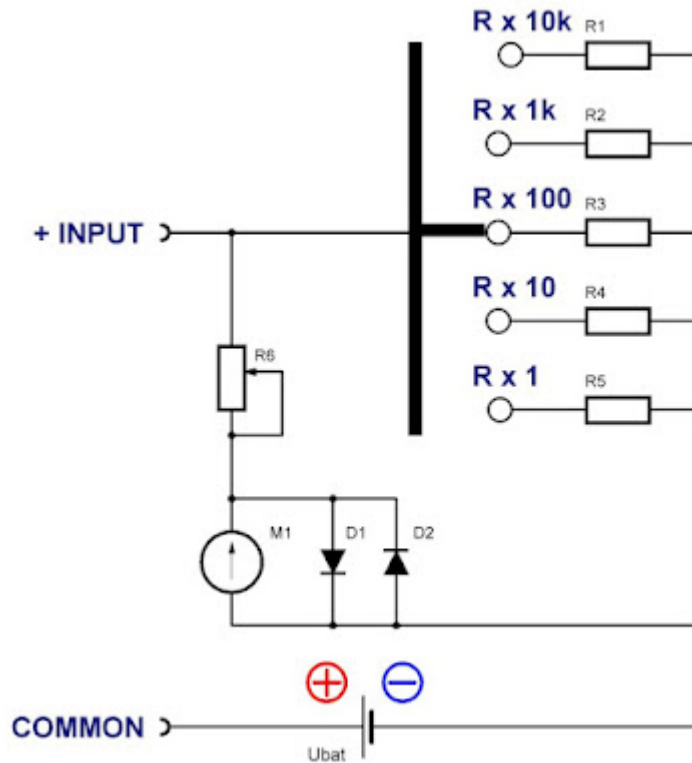 R x 10k
R1
R x 1k
R2
R x 100
R3
+ INPUT
R x 10
R4
R6
R x 1
R5
M1
D1
D2
+
−
COMMON
Ubat